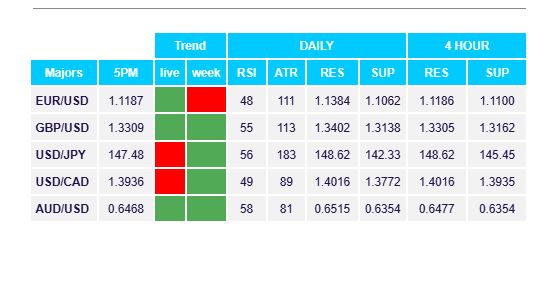 Trend DAILY 4 HOUR
Majors 5PM live week RSI ATR RES SUP RES SUP
EUR/USD 1.1187 48 111 1.1384 1.1062 1.1186 1.1100
GBP/USD 1.3309 55 113 1.3402 1.3138 1.3305 1.3162
USD/JPY 147.48 56 183 148.62 142.33 148.62 145.45
USD/CAD 1.3936 49 89 1.4016 1.3772 1.4016 1.3935
AUD/USD 0.6468 58 81 0.6515 0.6354 0.6477 0.6354